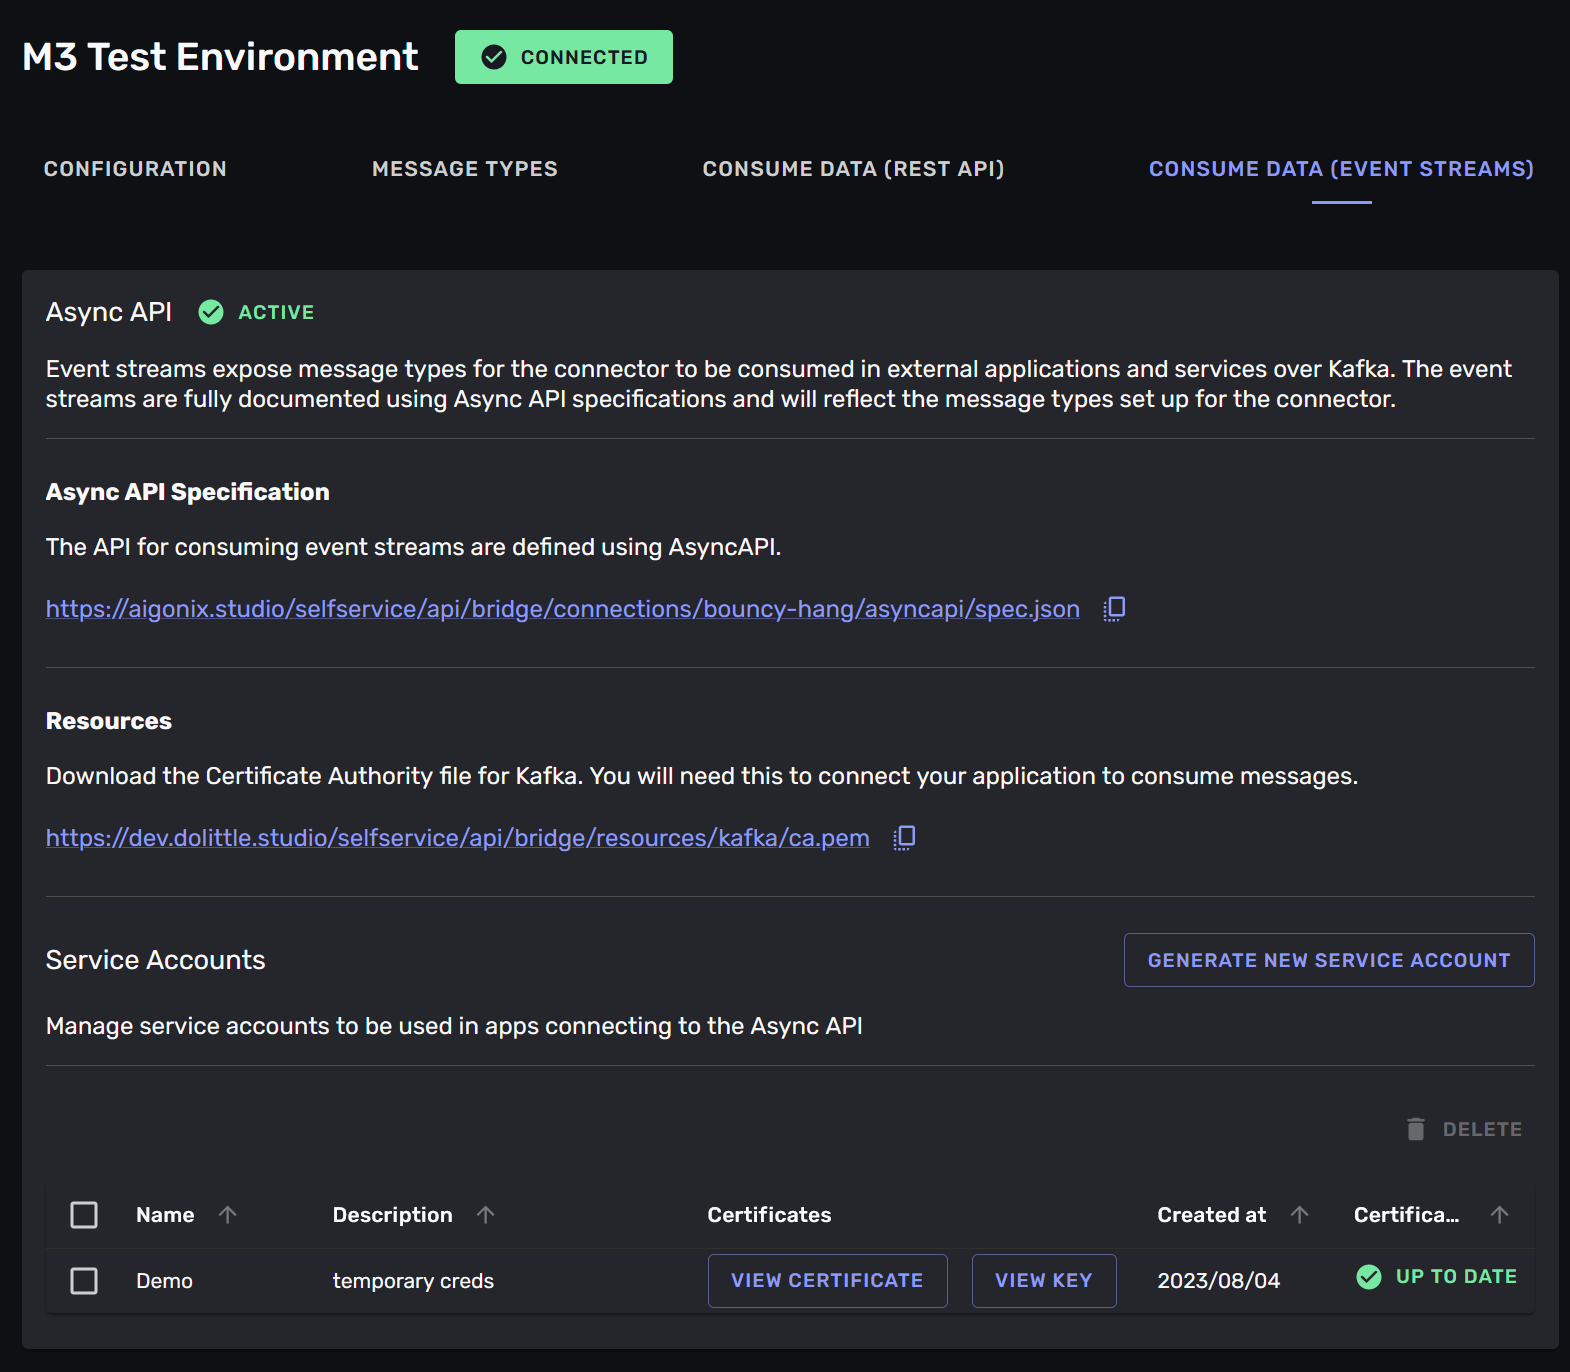 M3 Test Environment
CONNECTED
CONFIGURATION
MESSAGE TYPES
CONSUME DATA (REST API)
CONSUME DATA (EVENT STREAMS)
Async API
ACTIVE
Event streams expose message types for the connector to be consumed in external applications and services over Kafka. The event
streams are fully documented using Async API specifications and will reflect the message types set up for the connector.
Async API Specification
The API for consuming event streams are defined using AsyncAPI.
https://aigonix.studio/selfservice/api/bridge/connections/bouncy-hang/asyncapi/spec.json
Resources
Download the Certificate Authority file for Kafka. You will need this to connect your application to consume messages.
https://dev.dolittle.studio/selfservice/api/bridge/resources/kafka/ca.pem
Service Accounts
GENERATE NEW SERVICE ACCOUNT
Manage service accounts to be used in apps connecting to the Async API
DELETE
Name
Description
Certificates
Created at
Certifica...
Demo
temporary creds
VIEW CERTIFICATE
VIEW KEY
2023/08/04
UP TO DATE